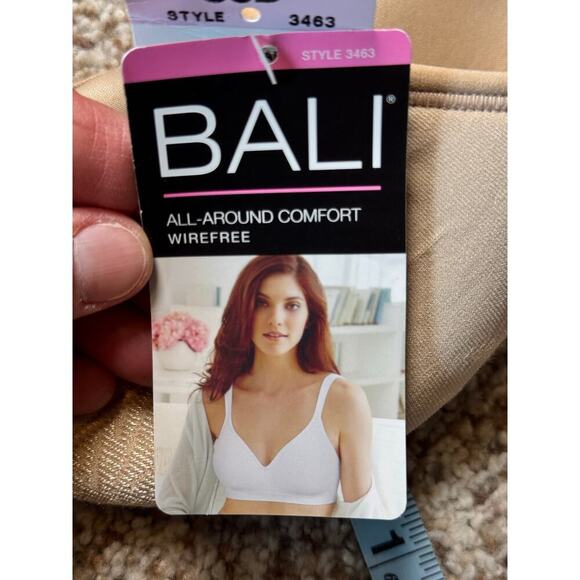 STYLE 3463
STYLE 3463
BALI®
ALL-AROUND COMFORT
WIREFREE
1